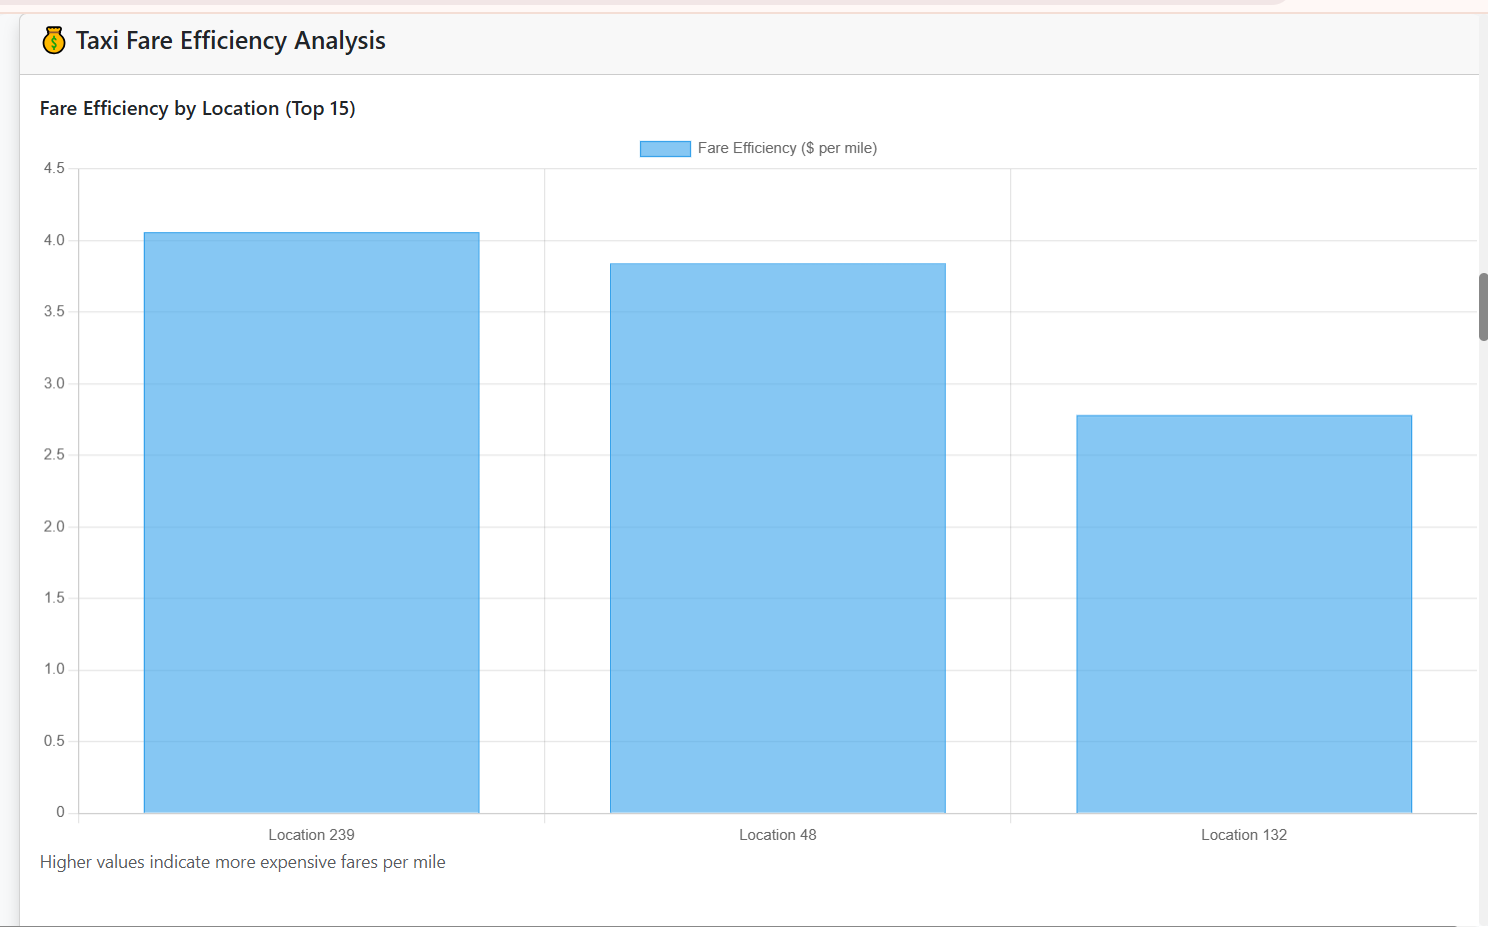 Taxi Fare Efficiency Analysis
Fare Efficiency by Location (Top 15)
Fare Efficiency ($ per mile)
4.5
4.0
3.5
3.0
2.5
2.0
1.5
1.0
0.5
0
Location 239
Location 48
Location 132
Higher values indicate more expensive fares per mile